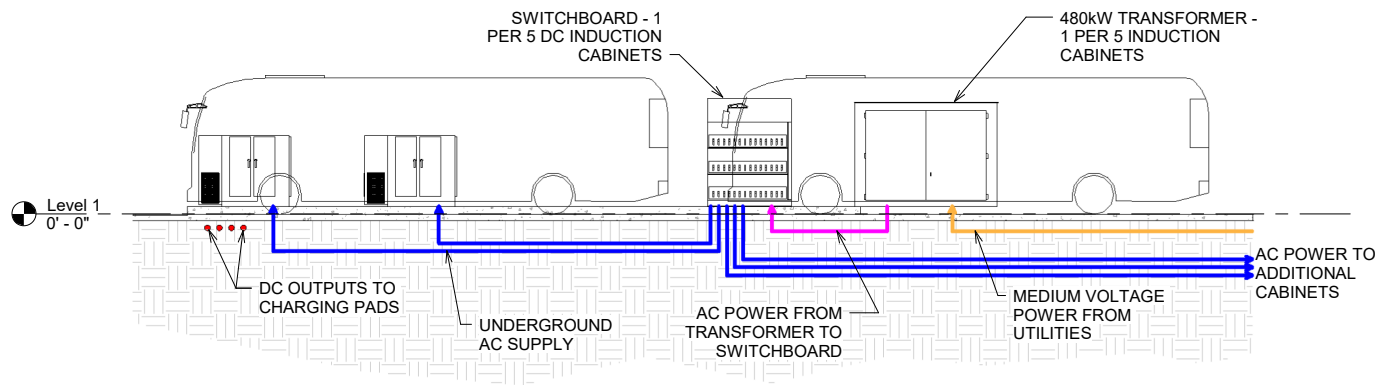 SWITCHBOARD - 1
PER 5 DC INDUCTION
CABINETS
480kW TRANSFORMER -
1 PER 5 INDUCTION
CABINETS
Level 1
0' - 0"
DC OUTPUTS TO
CHARGING PADS
UNDERGROUND
AC SUPPLY
AC POWER FROM
TRANSFORMER TO
SWITCHBOARD
MEDIUM VOLTAGE
POWER FROM
UTILITIES
AC POWER TO
ADDITIONAL
CABINETS